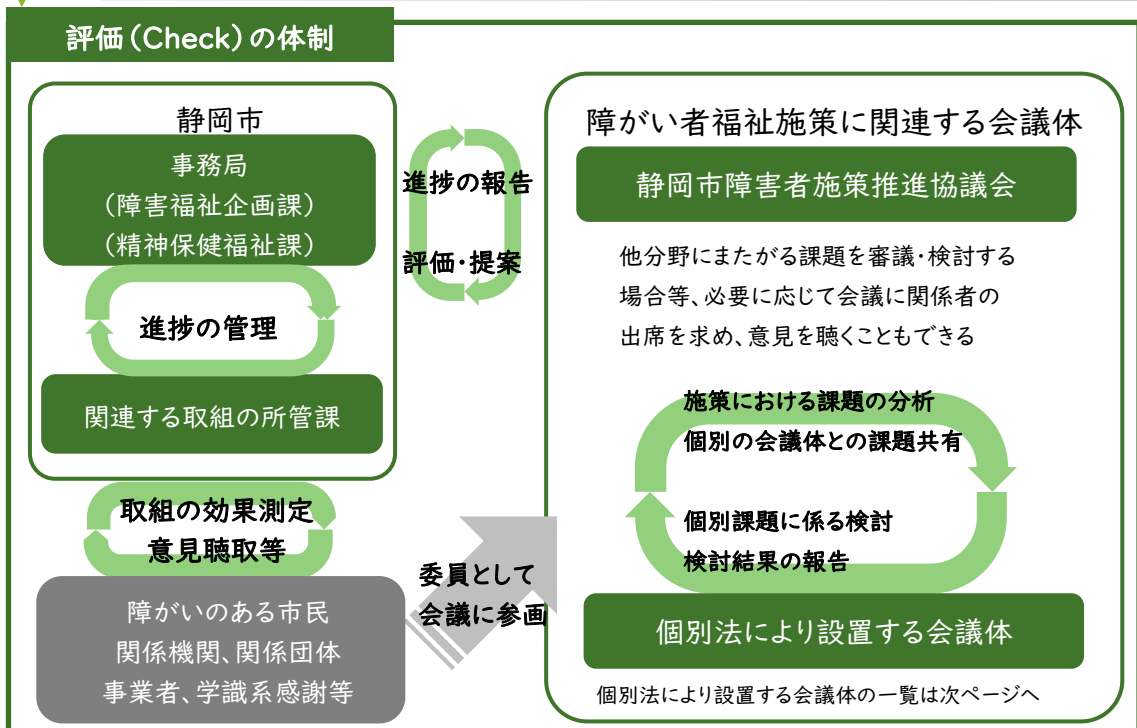 評価（Check）の体制
静岡市
事務局
（障害福祉企画課）
（精神保健福祉課）
進捗の管理
関連する取組の所管課
取組の効果測定
意見聴取等
障がいのある市民
関係機関、関係団体
事業者、学識系感謝等
進捗の報告
評価・提案
委員として
会議に参画
障がい者福祉施策に関連する会議体
静岡市障害者施策推進協議会
他分野にまたがる課題を審議・検討する
場合等、必要に応じて会議に関係者の
出席を求め、意見を聴くこともできる
施策における課題の分析
個別の会議体との課題共有
個別課題に係る検討
検討結果の報告
個別法により設置する会議体
個別法により設置する会議体の一覧は次ページへ